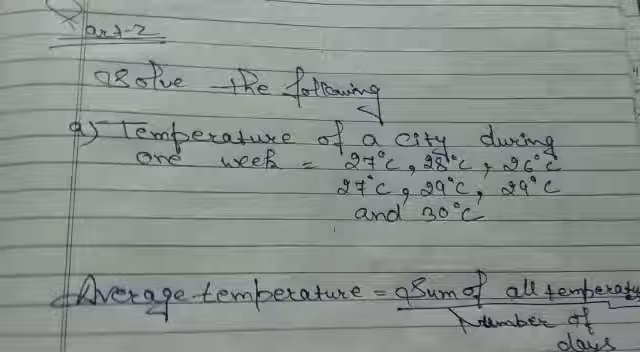 Part-2
Solve the following
a) Temperature of a city during
one week = 27°C, 28°C, 26°C
27°C, 29°C, 29°C
and 30°C
Average temperature = Sum of all temperatu
Number of
days